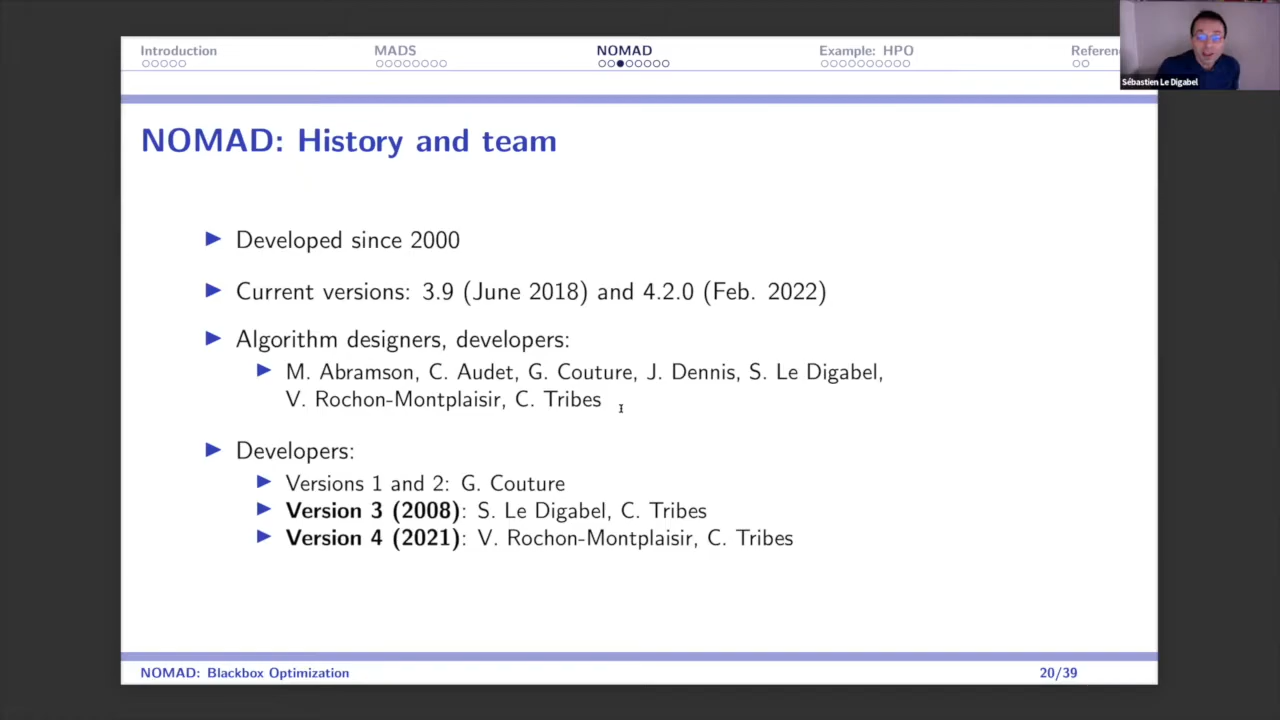 Introduction MADS NOMAD Example: HPO Referen
Sébastien Le Digabel
NOMAD: History and team
Developed since 2000
Current versions: 3.9 (June 2018) and 4.2.0 (Feb. 2022)
Algorithm designers, developers:
M. Abramson, C. Audet, G. Couture, J. Dennis, S. Le Digabel,
V. Rochon-Montplaisir, C. Tribes
Developers:
Versions 1 and 2: G. Couture
Version 3 (2008): S. Le Digabel, C. Tribes
Version 4 (2021): V. Rochon-Montplaisir, C. Tribes
NOMAD: Blackbox Optimization 20/39